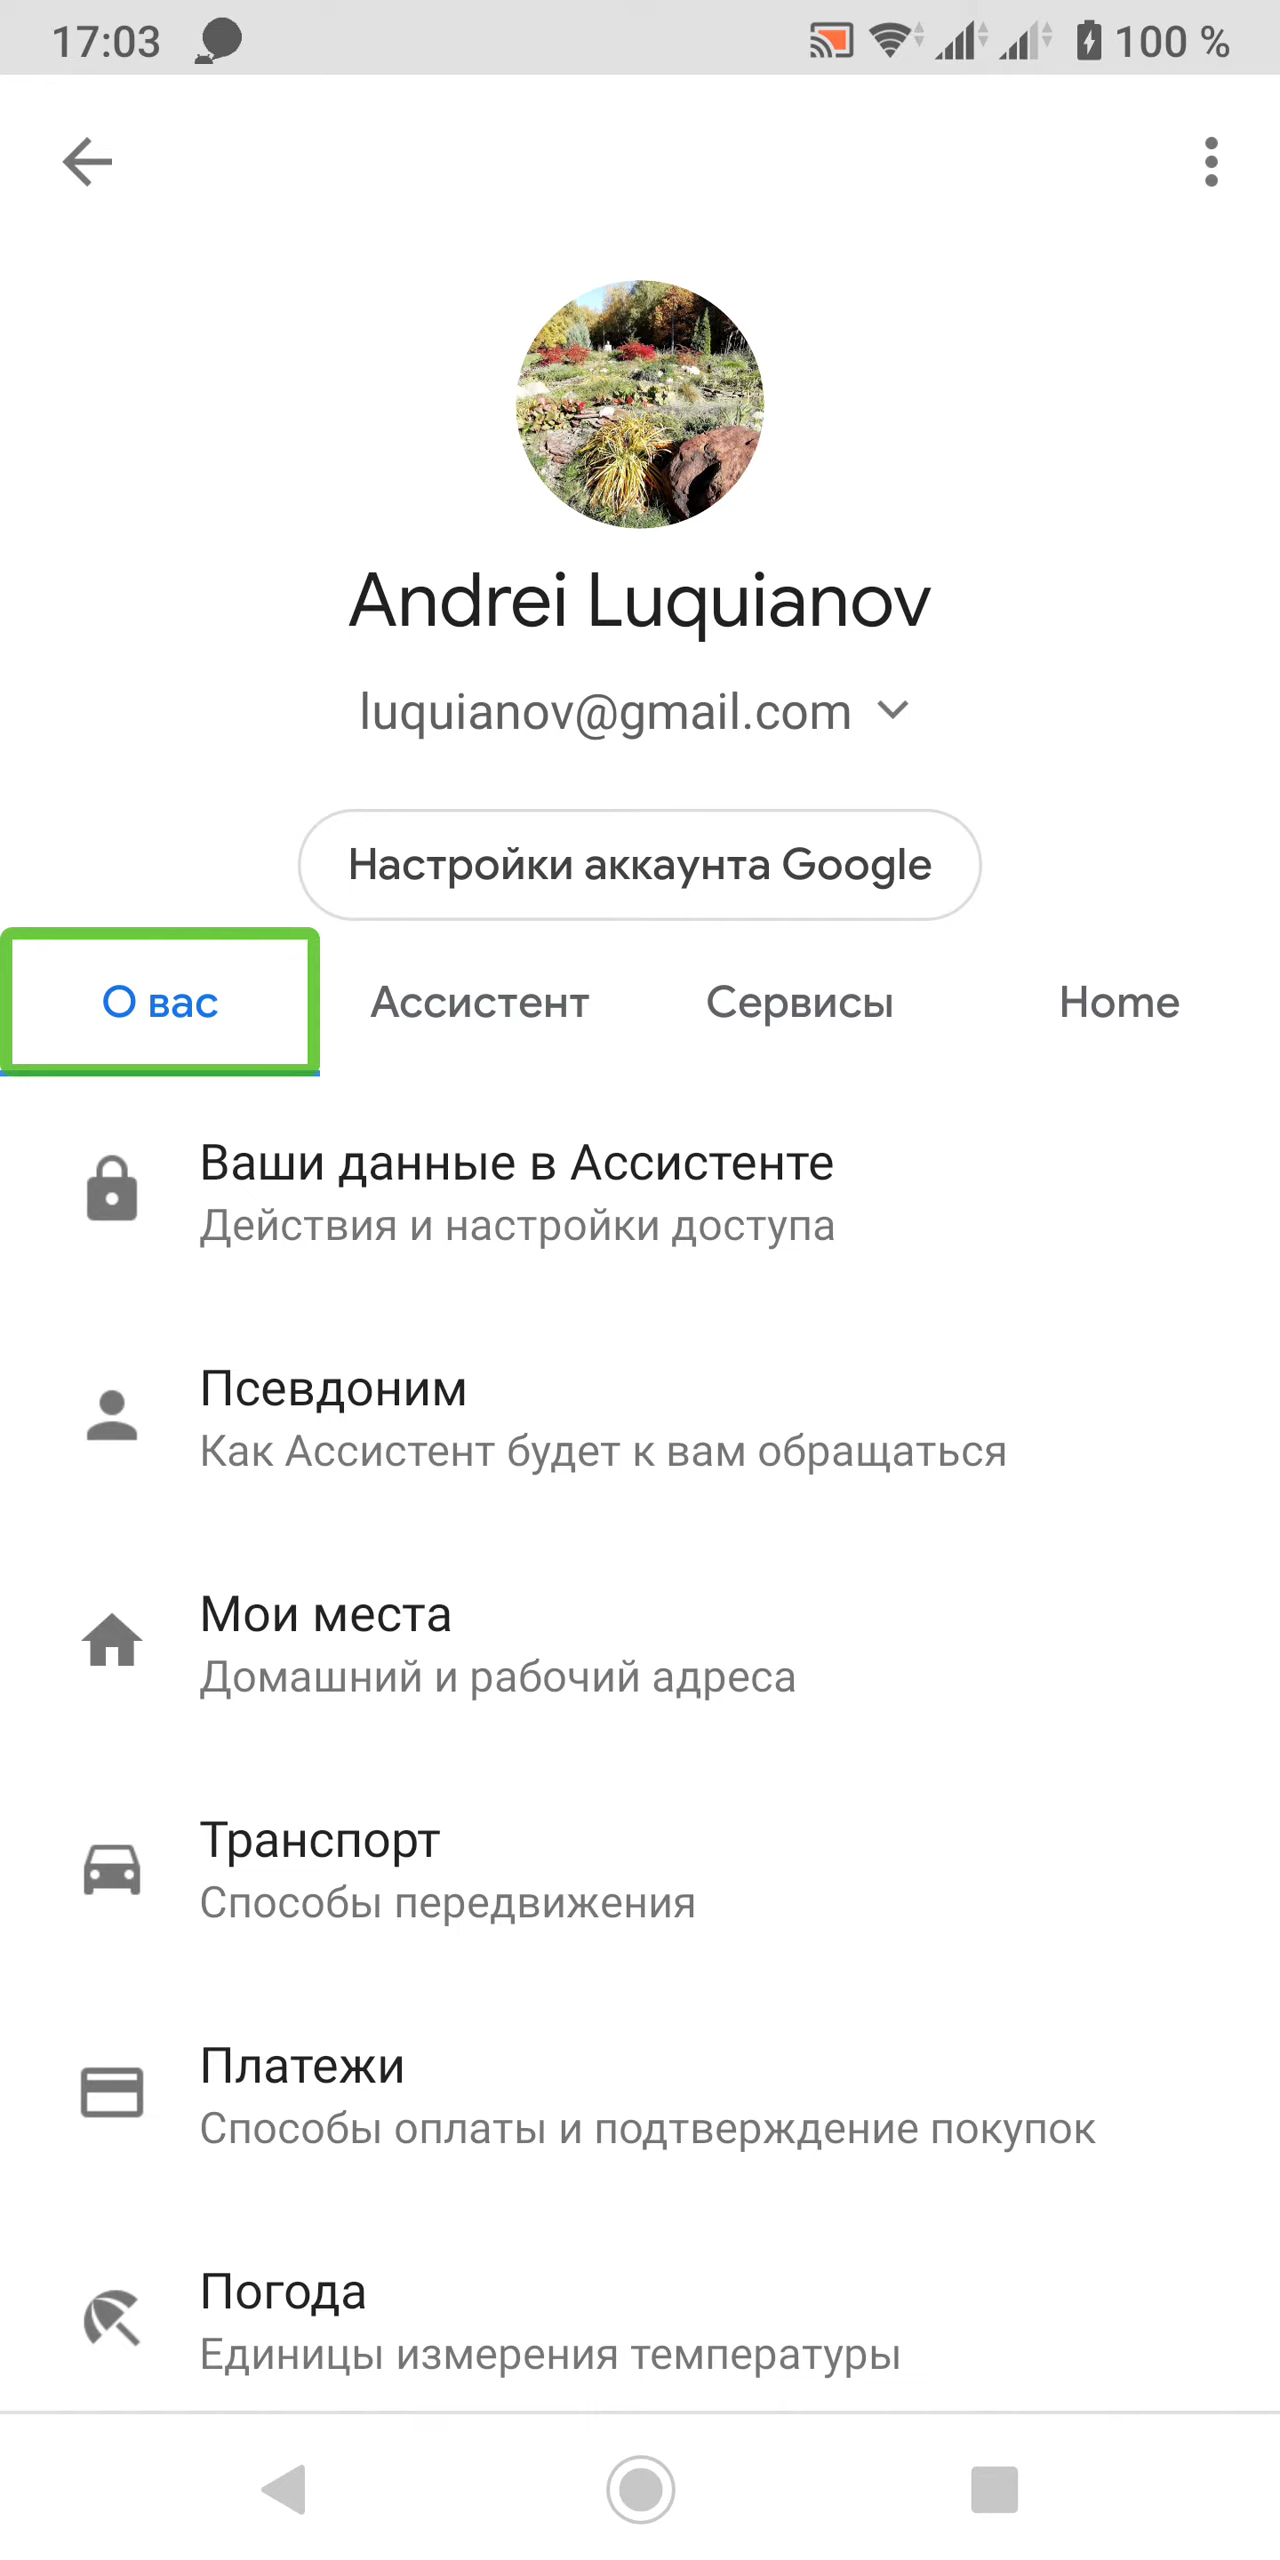 17:03
100 %
Andrei Luquianov
luquianov@gmail.com
Настройки аккаунта Google
О вас Ассистент Сервисы Home
Ваши данные в Ассистенте
Действия и настройки доступа
Псевдоним
Как Ассистент будет к вам обращаться
Мои места
Домашний и рабочий адреса
Транспорт
Способы передвижения
Платежи
Способы оплаты и подтверждение покупок
Погода
Единицы измерения температуры